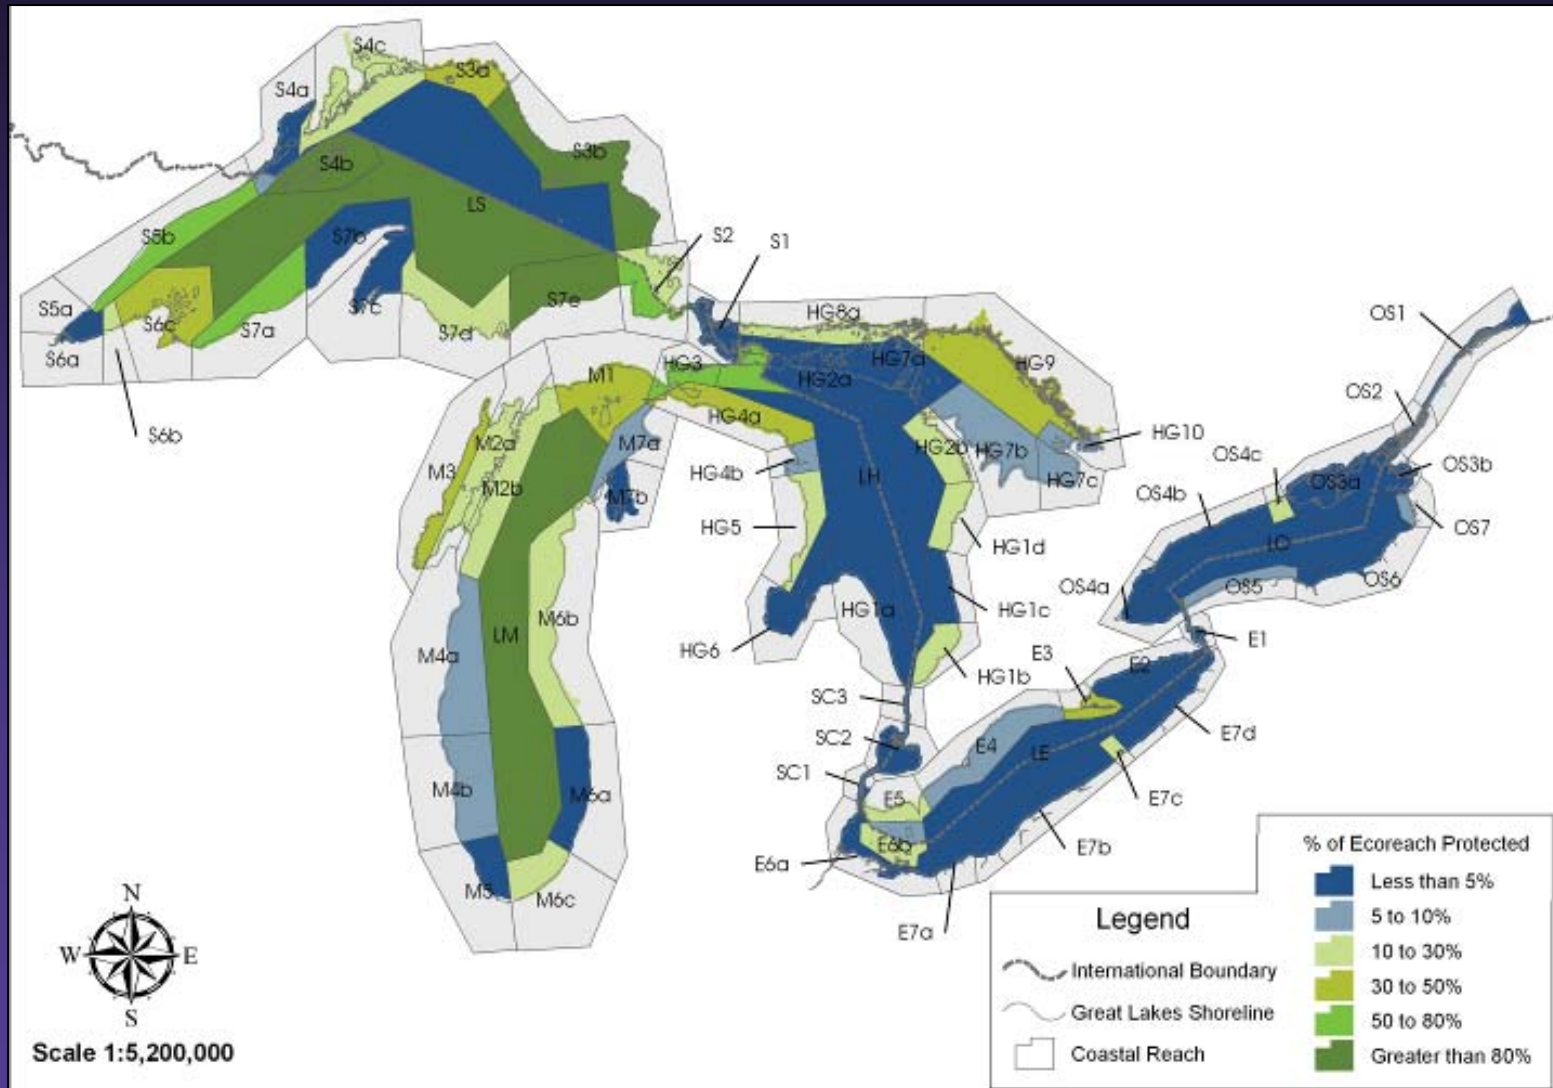 S4c
S3a
S4a
S3b
S4b
LS
S2
S1
S5b
S7b
S5a
S6c
S7a
S7c
S7d
S7e
S6a
S6b
HG8a
OS1
HG3
HG7a
HG9
M1
HG2a
OS2
HG4a
M2a
M7a
HG2b
HG10
M3
HG4b
HG7b
OS4c
OS3b
M2b
LH
HG7c
OS3a
M7b
OS4b
HG5
OS7
HG1d
LO
OS4a
OS5
OS6
HG1a
HG1c
M6b
E1
LM
HG6
M4a
E3
E2
HG1b
SC3
E7d
SC2
E4
LE
SC1
M4b
M6a
E5
E7c
E6b
E7b
E6a
M5
M6c
E7a
% of Ecoreach Protected
Less than 5%
5 to 10%
10 to 30%
30 to 50%
50 to 80%
Greater than 80%
Legend
International Boundary
Great Lakes Shoreline
Coastal Reach
N
W E
S
Scale 1:5,200,000